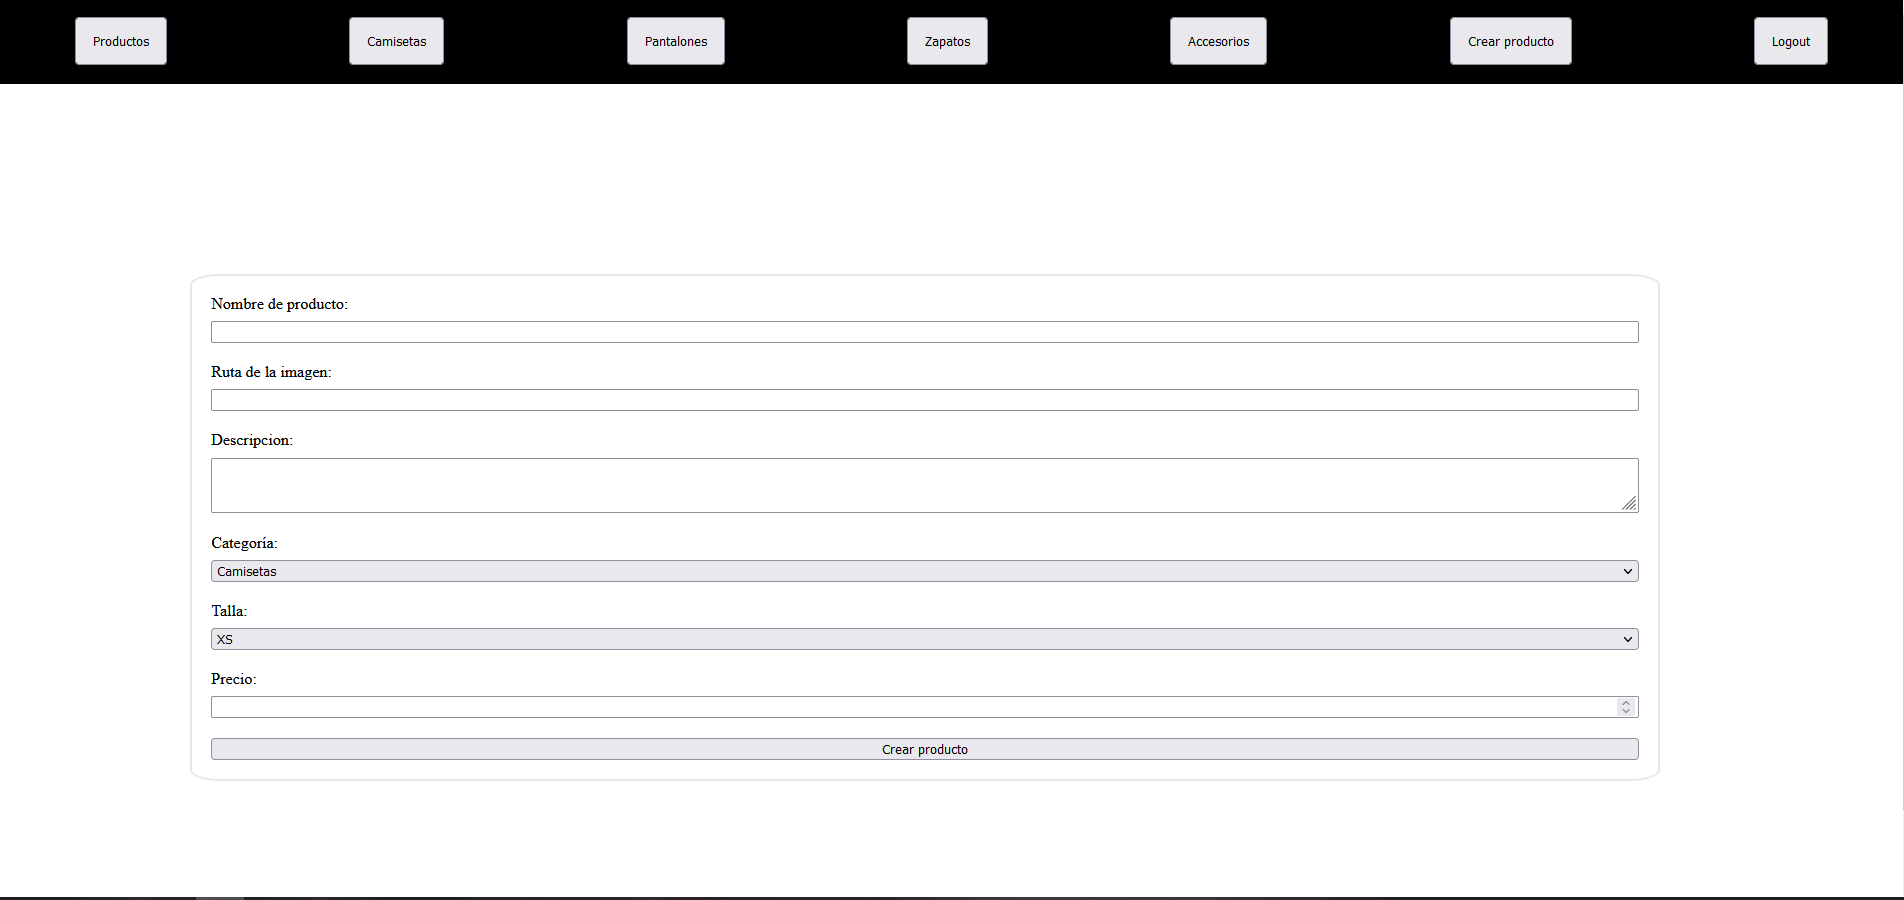 Productos Camisetas Pantalones Zapatos Accesorios Crear producto Logout
Nombre de producto:
Ruta de la imagen:
Descripcion:
Categoría:
Camisetas
Talla:
XS
Precio:
Crear producto